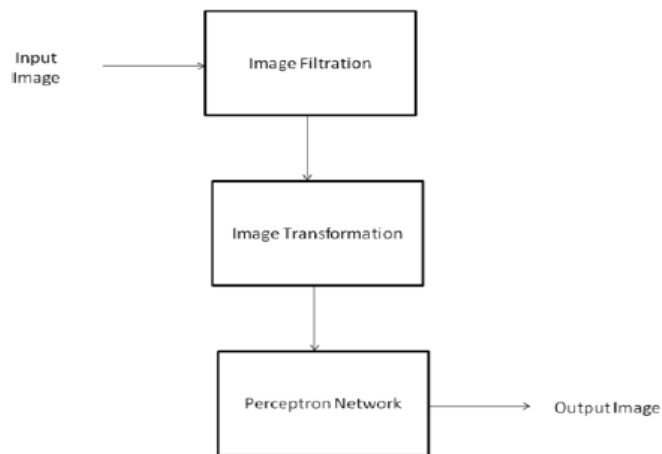 Input
Image
Image Filtration
Image Transformation
Perceptron Network
Output Image